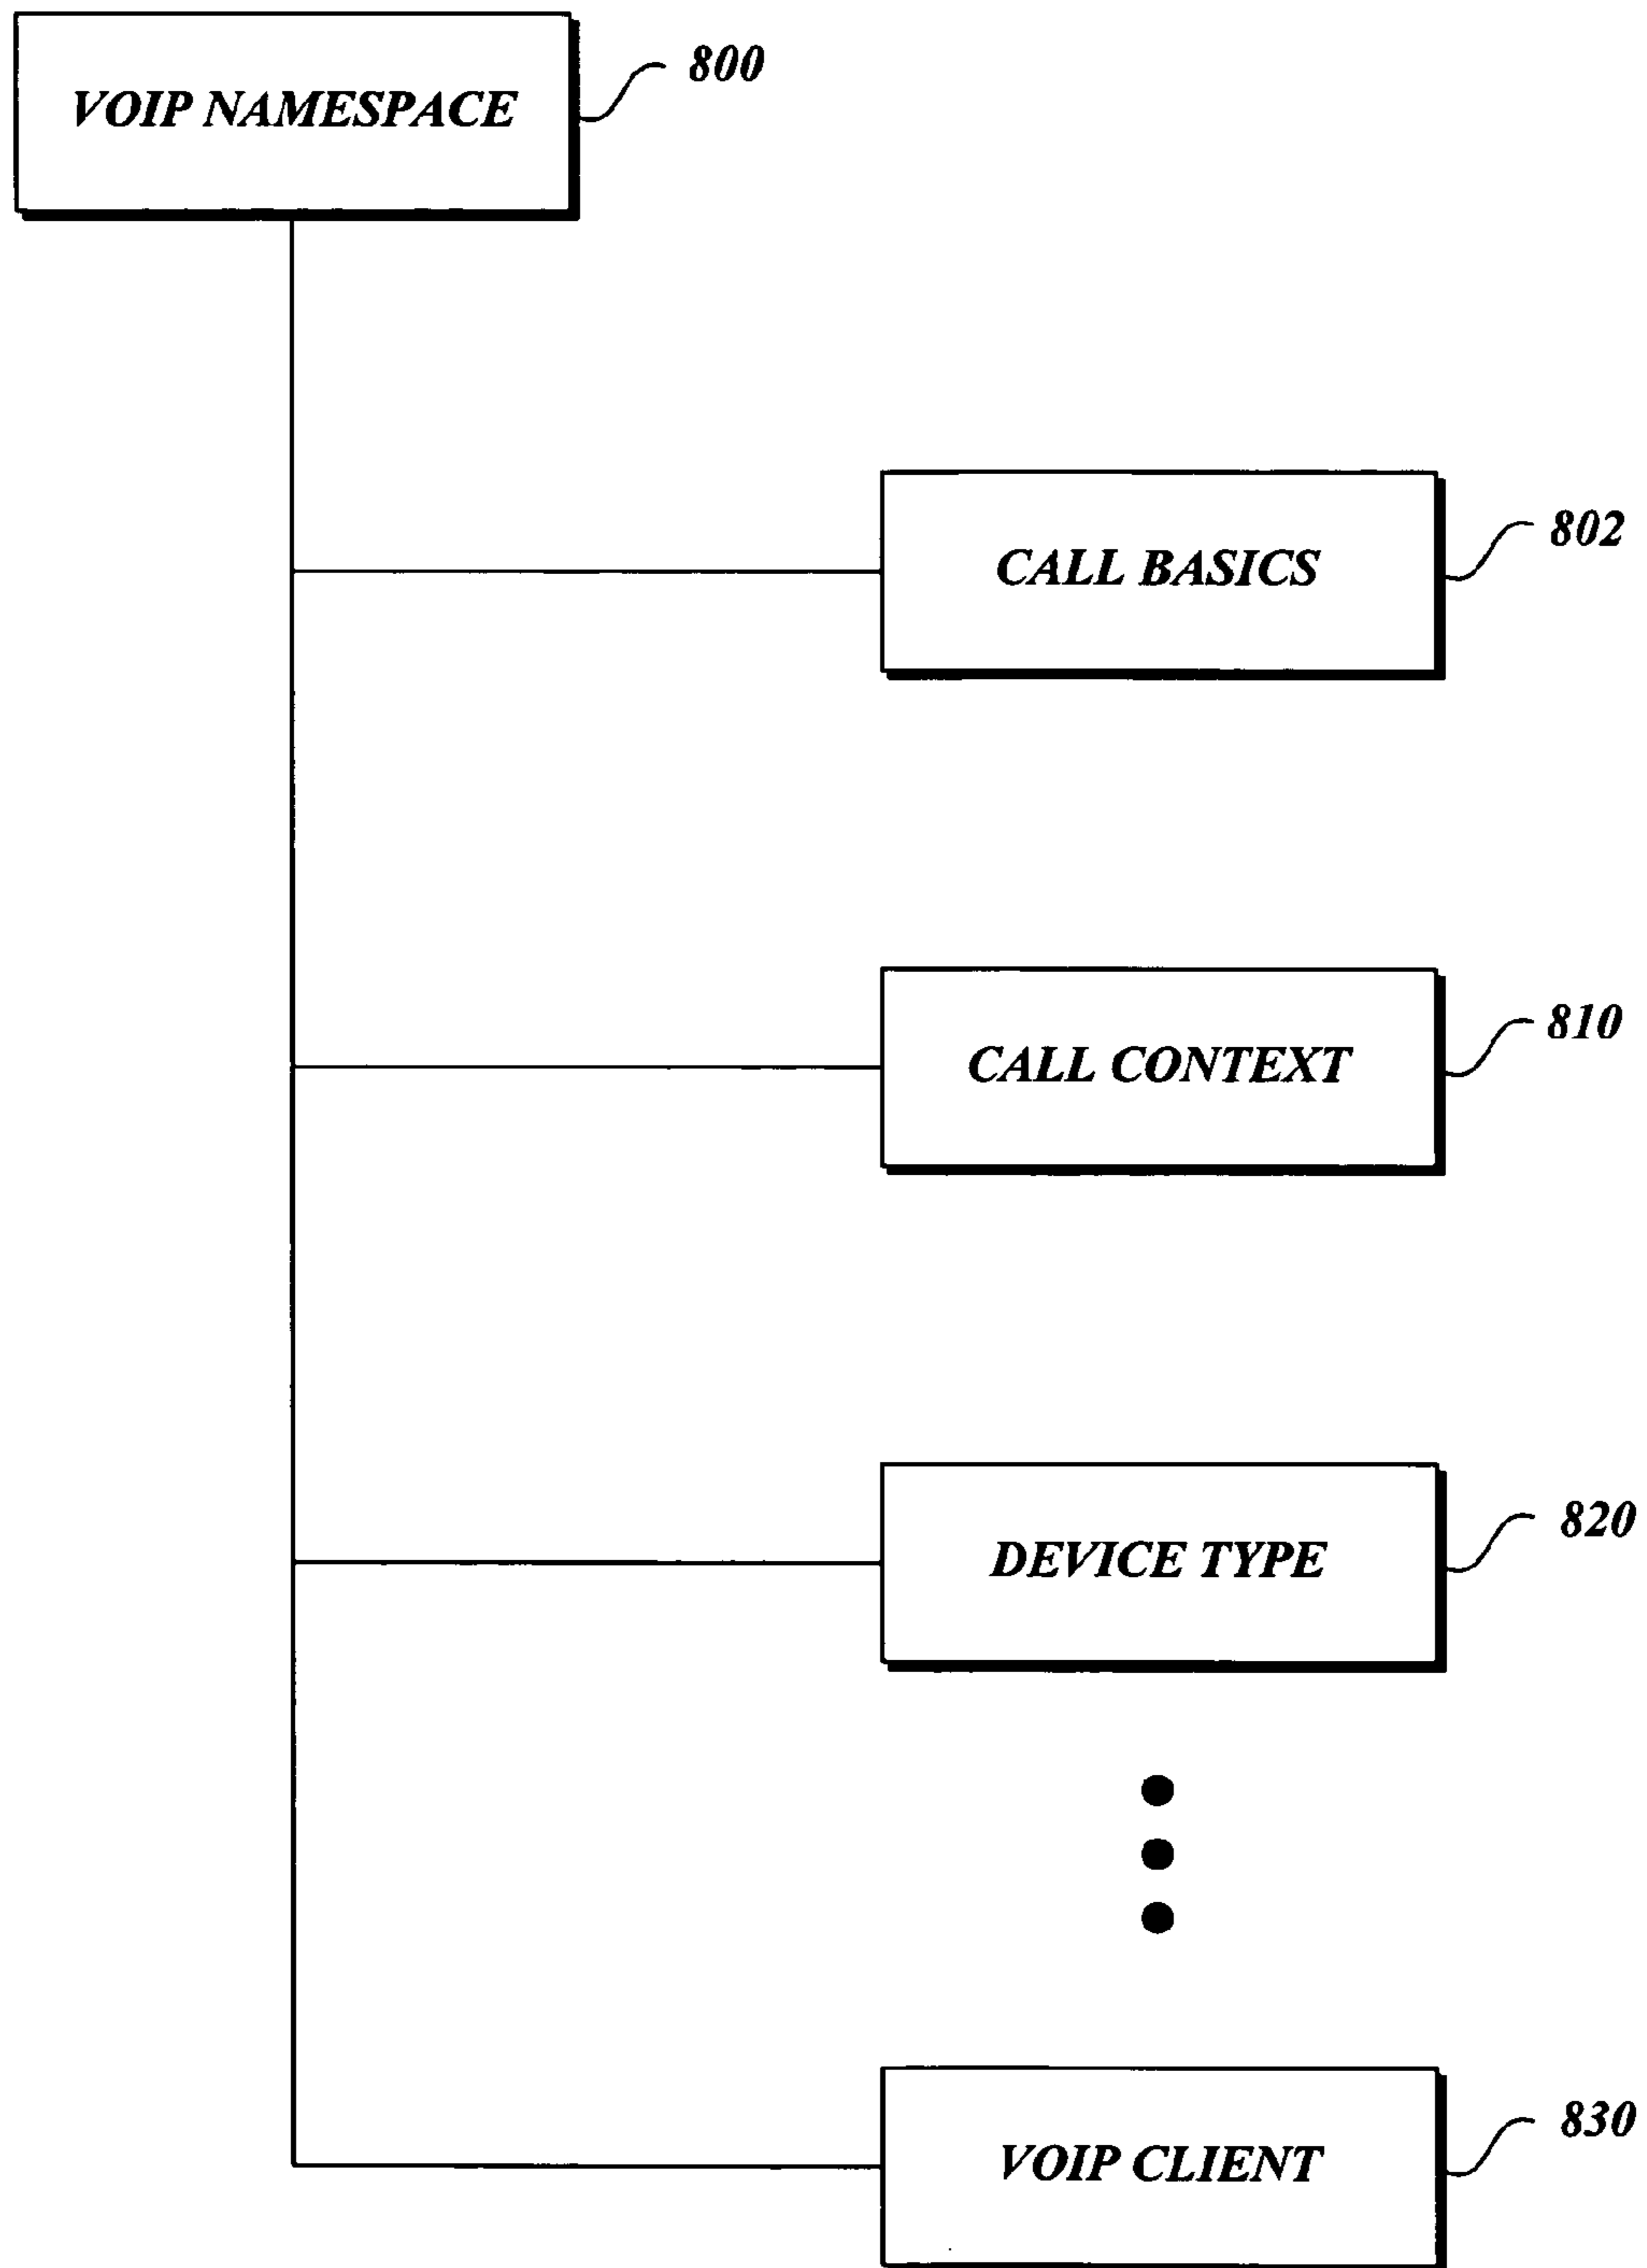 VOIP NAMESPACE
800
CALL BASICS
802
CALL CONTEXT
810
DEVICE TYPE
820
VOIP CLIENT
830